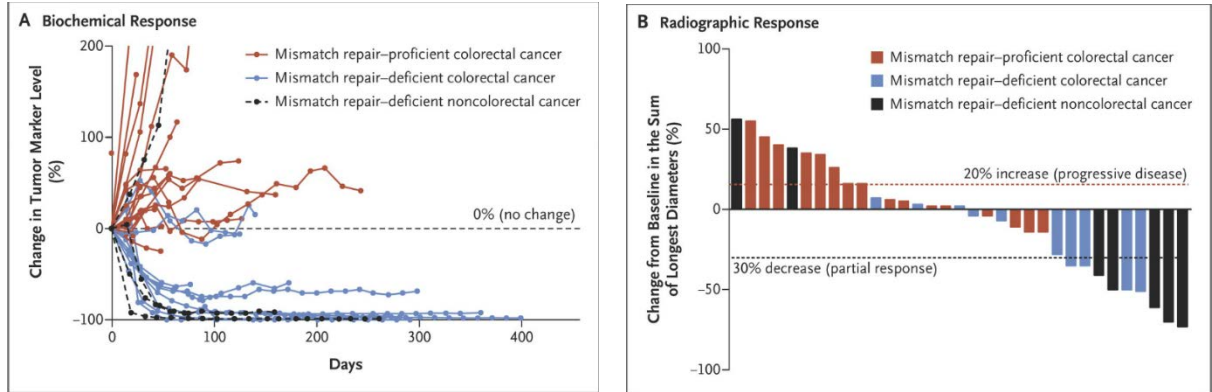 A Biochemical Response
200
100
0
−100
Change in Tumor Marker Level
(%)
Mismatch repair–proficient colorectal cancer
Mismatch repair–deficient colorectal cancer
Mismatch repair–deficient noncolorectal cancer
0% (no change)
0
100
200
300
400
Days
B Radiographic Response
100
50
0
-50
-100
Change from Baseline in the Sum
of Longest Diameters (%)
Mismatch repair–proficient colorectal cancer
Mismatch repair–deficient colorectal cancer
Mismatch repair–deficient noncolorectal cancer
20% increase (progressive disease)
30% decrease (partial response)